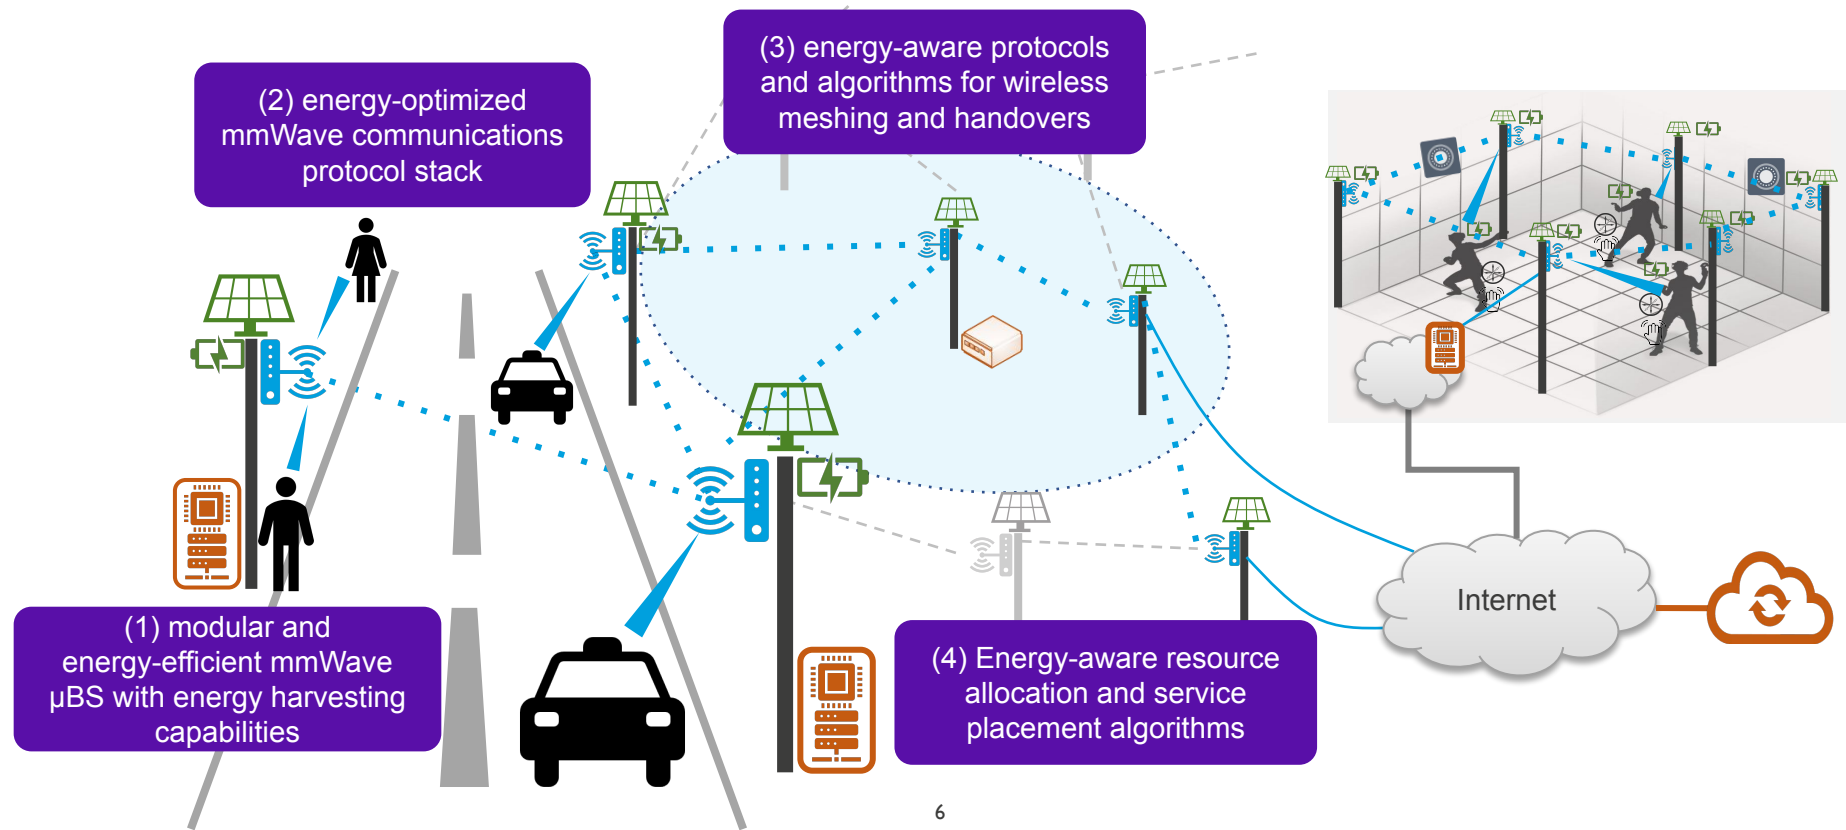 (3) energy-aware protocols
and algorithms for wireless
meshing and handovers
(2) energy-optimized
mmWave communications
protocol stack
(1) modular and
energy-efficient mmWave
µBS with energy harvesting
capabilities
(4) Energy-aware resource
allocation and service
placement algorithms
Internet
6